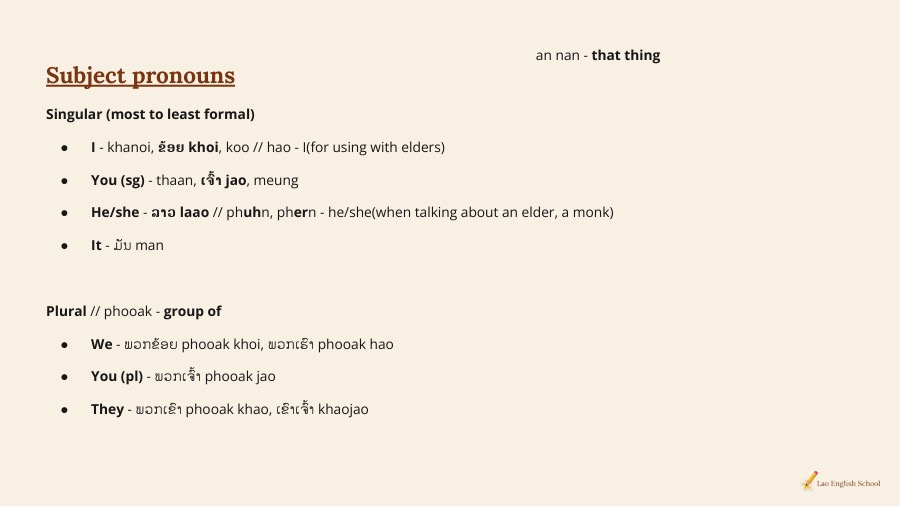 an nan - that thing
Subject pronouns
Singular (most to least formal)
● I - khanoi, ຂ້ອຍ khoi, koo // hao - I(for using with elders)
● You (sg) - thaan, ເຈົ້າ jao, meung
● He/she - ລາວ laao // phuhn, phern - he/she(when talking about an elder, a monk)
● It - ມັນ man
Plural // phooak - group of
● We - ພວກຂ້ອຍ phooak khoi, ພວກເຮົາ phooak hao
● You (pl) - ພວກເຈົ້າ phooak jao
● They - ພວກເຂົາ phooak khao, ເຂົາເຈົ້າ khaojao
Lao English School